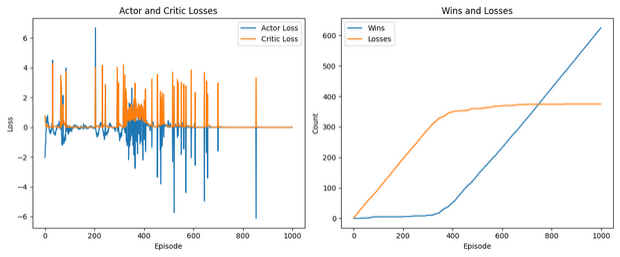 Actor and Critic Losses
Actor Loss
Critic Loss
Loss
6
4
2
0
−2
−4
−6
0
200
400
600
800
1000
Episode
Wins and Losses
Wins
Losses
Count
600
500
400
300
200
100
0
0
200
400
600
800
1000
Episode